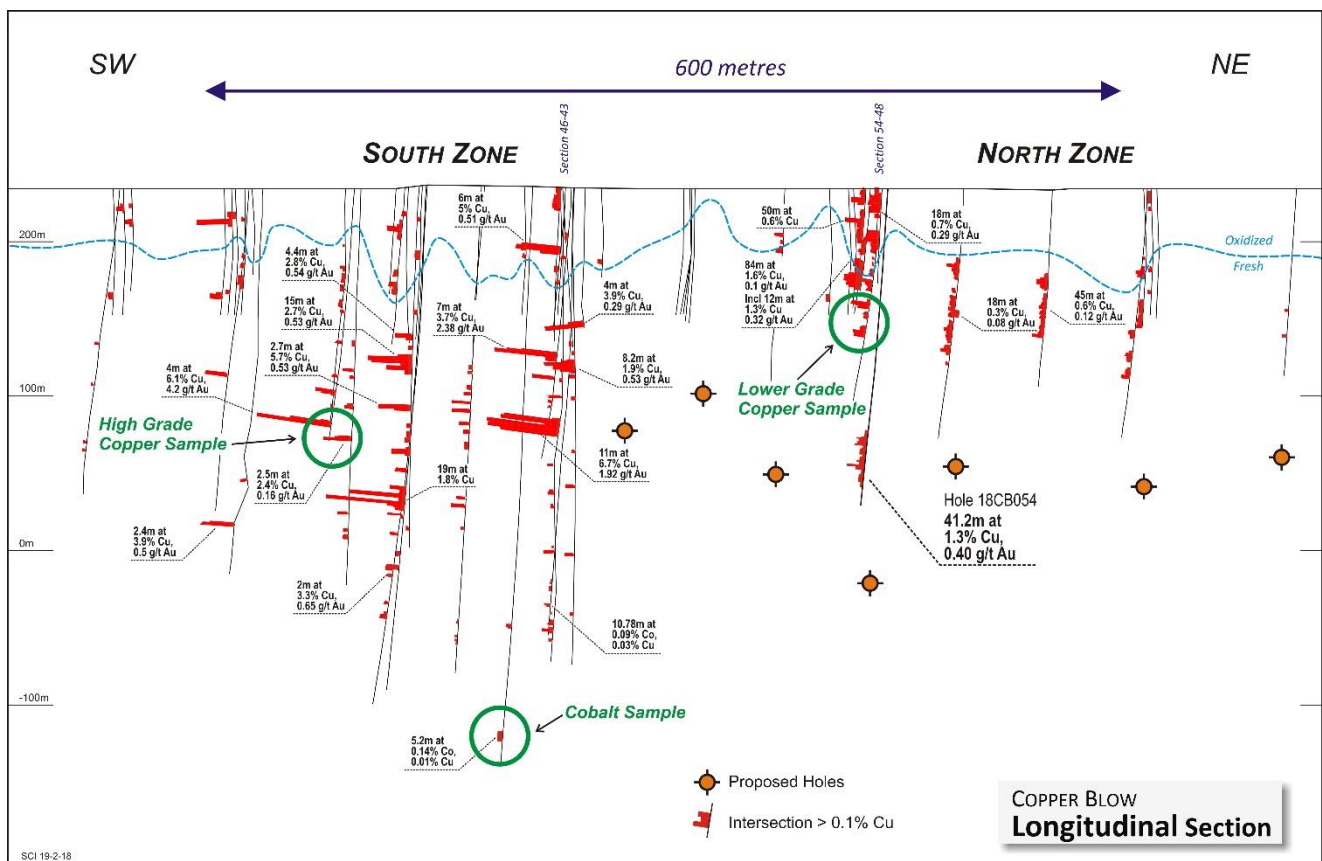 SW
600 metres
NE
SOUTH ZONE
Section 46-43
Section 54-48
NORTH ZONE
200m
100m
0m
-100m
Oxidized
Fresh
6m at
5% Cu,
0.51 g/t Au
4.4m at
2.8% Cu,
0.54 g/t Au
15m at
2.7% Cu,
0.53 g/t Au
2.7m at
5.7% Cu,
0.53 g/t Au
7m at
3.7% Cu,
2.38 g/t Au
4m at
3.9% Cu,
0.29 g/t Au
8.2m at
1.9% Cu,
0.53 g/t Au
4m at
6.1% Cu,
4.2 g/t Au
High Grade
Copper Sample
2.5m at
2.4% Cu,
0.16 g/t Au
19m at
1.8% Cu
11m at
6.7% Cu,
1.92 g/t Au
2.4m at
3.9% Cu,
0.5 g/t Au
2m at
3.3% Cu,
0.65 g/t Au
10.78m at
0.09% Co,
0.03% Cu
5.2m at
0.14% Co,
0.01% Cu
Cobalt Sample
50m at
0.6% Cu
18m at
0.7% Cu,
0.29 g/t Au
84m at
1.6% Cu,
0.1 g/t Au
Incl 12m at
1.3% Cu
0.32 g/t Au
18m at
0.3% Cu,
0.08 g/t Au
45m at
0.6% Cu,
0.12 g/t Au
Lower Grade
Copper Sample
Hole 18CB054
41.2m at
1.3% Cu,
0.40 g/t Au
Proposed Holes
Intersection > 0.1% Cu
COPPER BLOW
Longitudinal Section
SCI 19-2-18